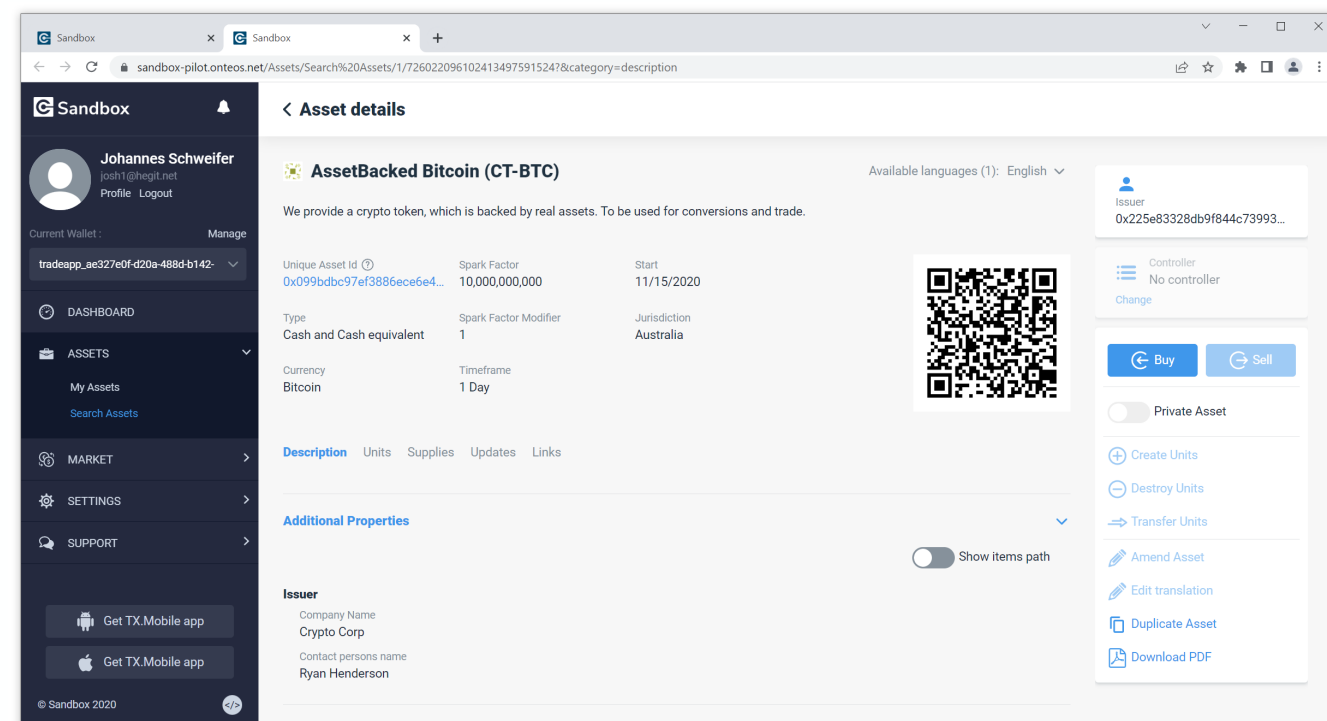 Sandbox
Sandbox
sandbox-pilot.onteos.net/Assets/Search%20Assets/1/72602209610241349759 1524?&category=description
Sandbox
Johannes Schweifer
josh1@hegit.net
Profile Logout
Current Wallet : Manage
tradeapp_ae327e0f-d20a-488d-b142-
DASHBOARD
ASSETS
My Assets
Search Assets
MARKET
SETTINGS
SUPPORT
Get TX.Mobile app
Get TX.Mobile app
© Sandbox 2020
</>
Asset details
AssetBacked Bitcoin (CT-BTC)
Available languages (1): English
We provide a crypto token, which is backed by real assets. To be used for conversions and trade.
Unique Asset Id ?
0x099bdbc97ef3886ece6e4...
Spark Factor
10,000,000,000
Start
11/15/2020
Type
Cash and Cash equivalent
Spark Factor Modifier
1
Jurisdiction
Australia
Currency
Bitcoin
Timeframe
1 Day
Description Units Supplies Updates Links
Additional Properties
Show items path
Issuer
Company Name
Crypto Corp
Contact persons name
Ryan Henderson
Issuer
0x225e83328db9f844c73993...
Controller
No controller
Change
Buy
Sell
Private Asset
Create Units
Destroy Units
Transfer Units
Amend Asset
Edit translation
Duplicate Asset
Download PDF